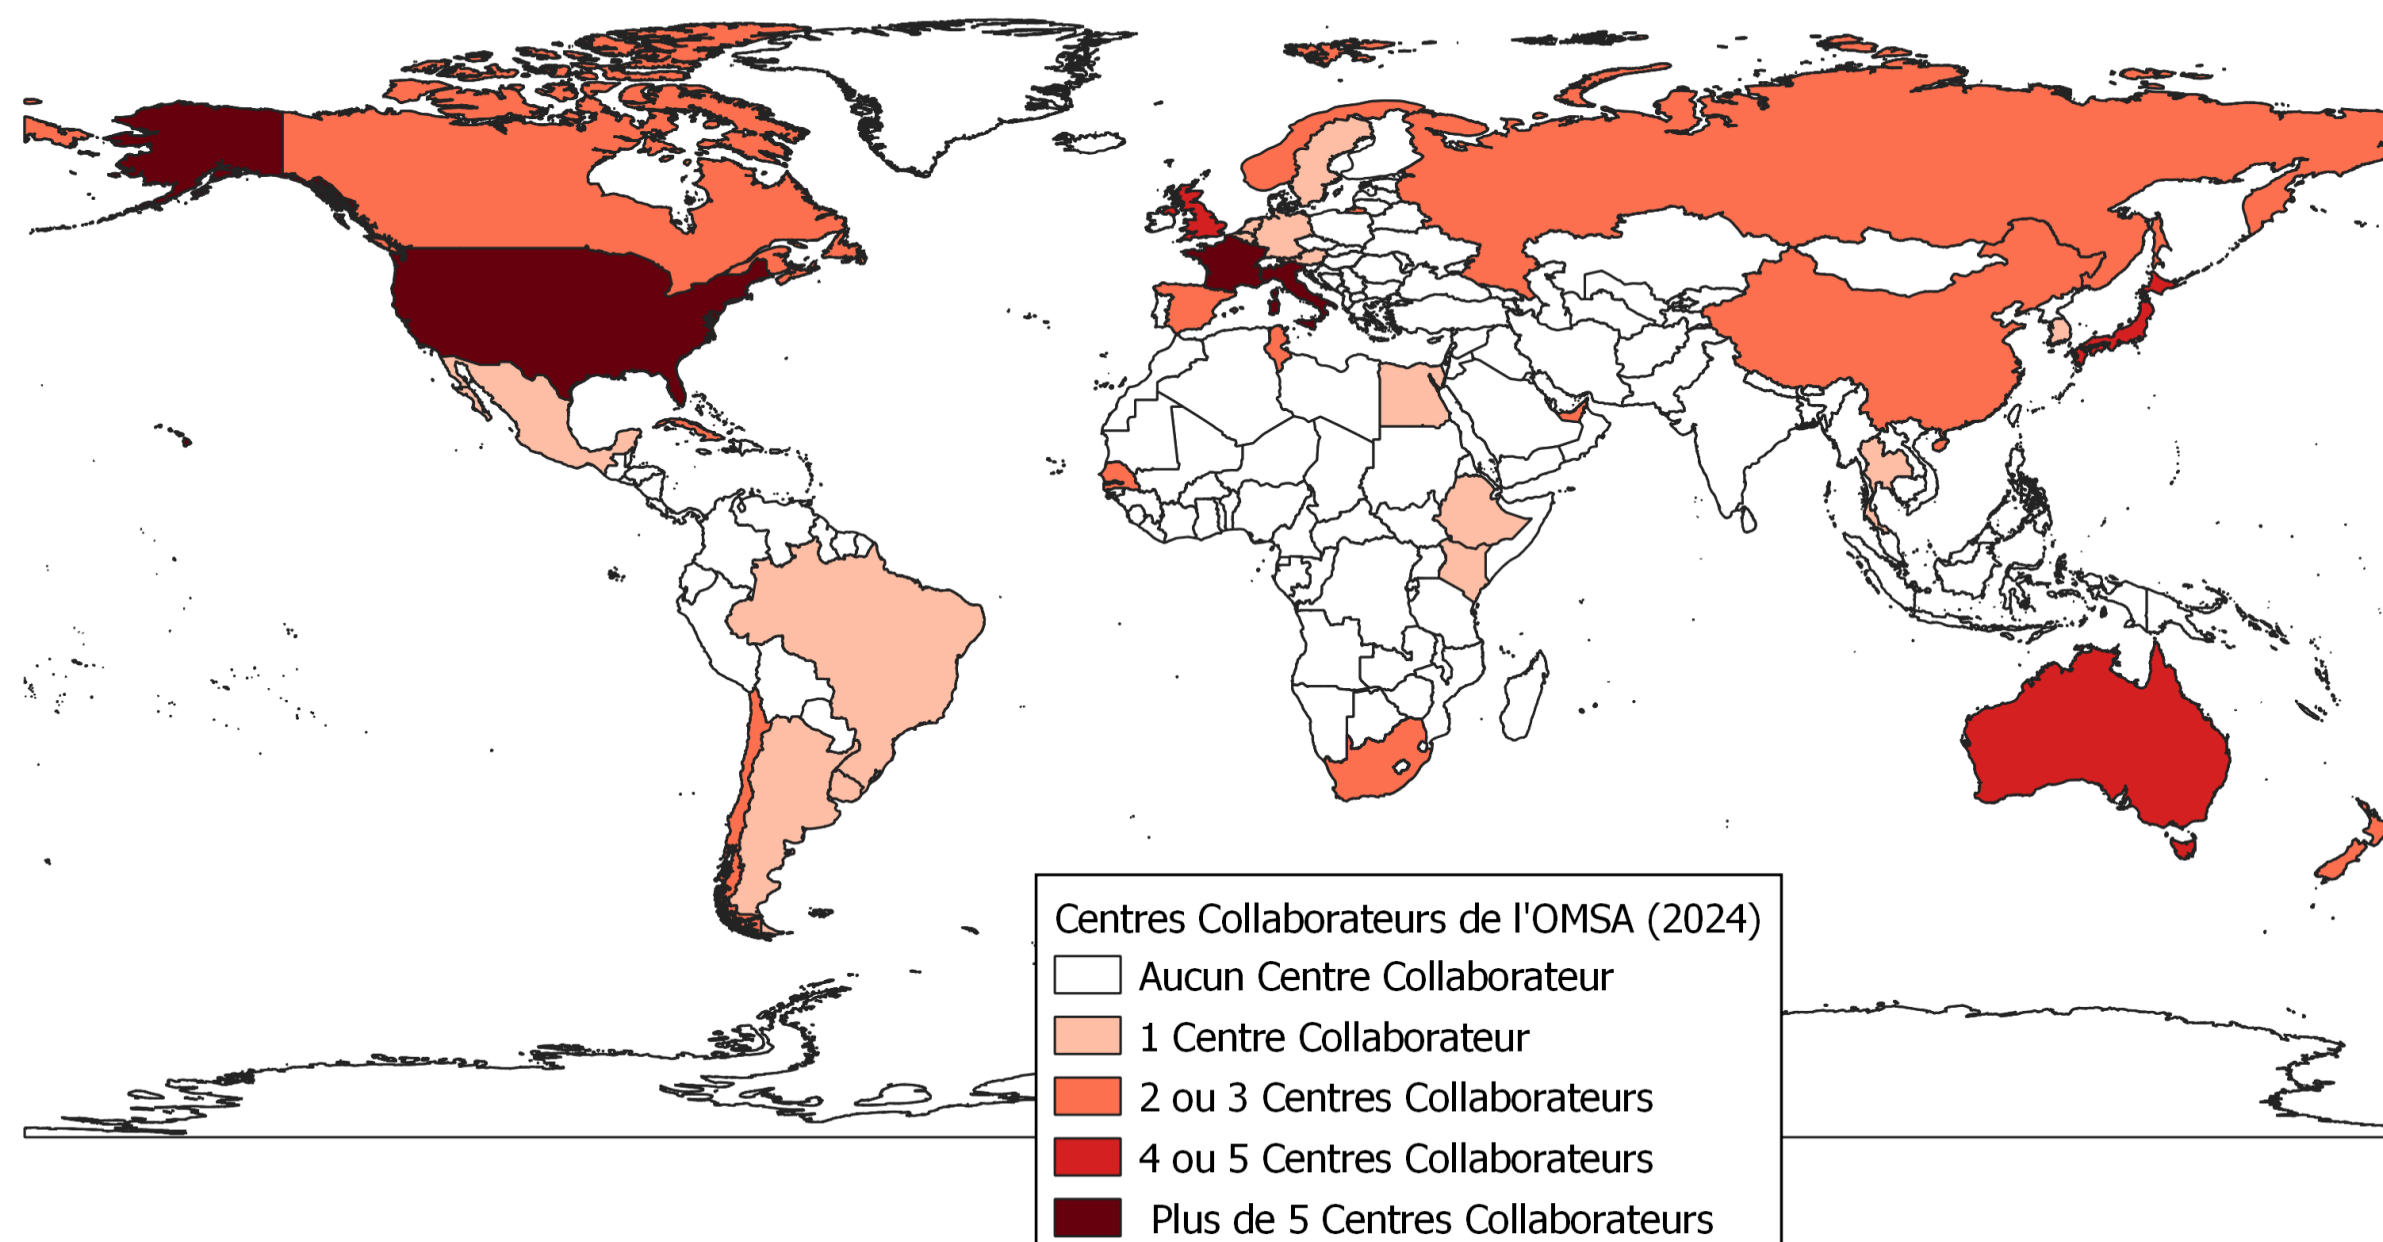 Centres Collaborateurs de l'OMSA (2024)
Aucun Centre Collaborateur
1 Centre Collaborateur
2 ou 3 Centres Collaborateurs
4 ou 5 Centres Collaborateurs
Plus de 5 Centres Collaborateurs